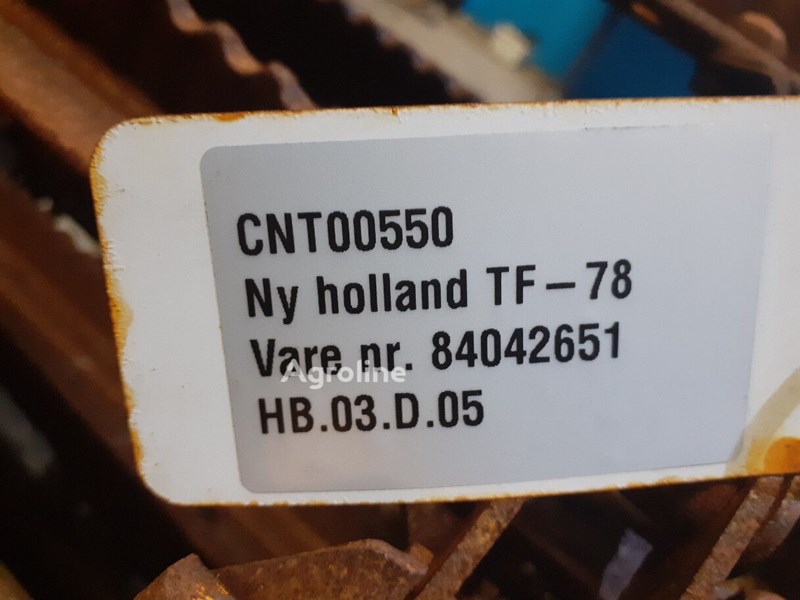 CNT00550
Ny holland TF-78
Vare nr. 84042651
Agroline
HB.03.D.05